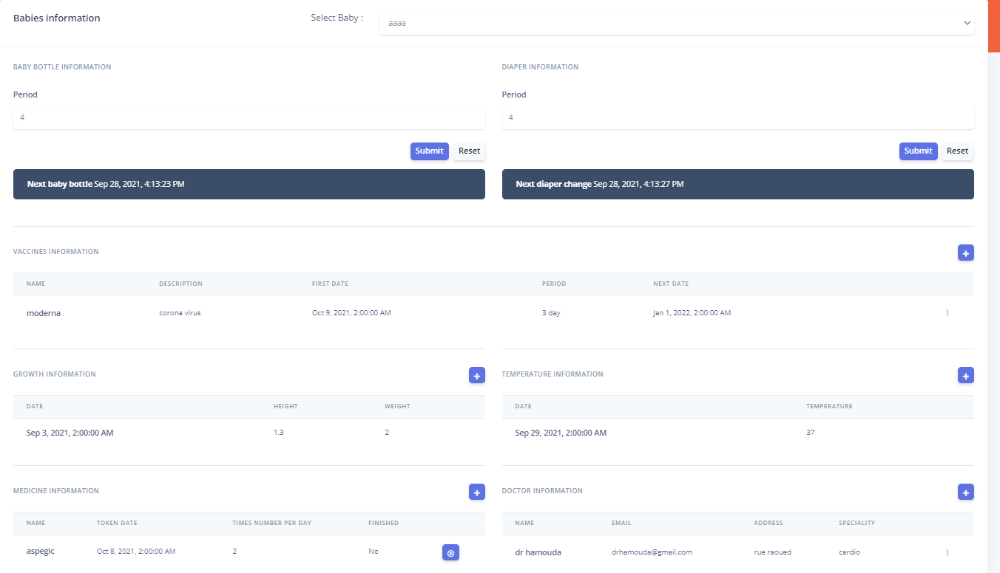 Babies information
Select Baby :
aaaa
BABY BOTTLE INFORMATION
DIAPER INFORMATION
Period
Period
4
4
Submit Reset
Submit Reset
Next baby bottle Sep 28, 2021, 4:13:23 PM
Next diaper change Sep 28, 2021, 4:13:27 PM
VACCINES INFORMATION
NAME DESCRIPTION FIRST DATE PERIOD NEXT DATE
moderna corona virus Oct 9, 2021, 2:00:00 AM 3 day Jan 1, 2022, 2:00:00 AM
GROWTH INFORMATION
DATE HEIGHT WEIGHT
Sep 3, 2021, 2:00:00 AM 1.3 2
TEMPERATURE INFORMATION
DATE TEMPERATURE
Sep 29, 2021, 2:00:00 AM 37
MEDICINE INFORMATION
NAME TOKEN DATE TIMES NUMBER PER DAY FINISHED
aspegic Oct 8, 2021, 2:00:00 AM 2 No
DOCTOR INFORMATION
NAME EMAIL ADDRESS SPECIALITY
dr hamouda drhamouda@gmail.com rue raoued cardio